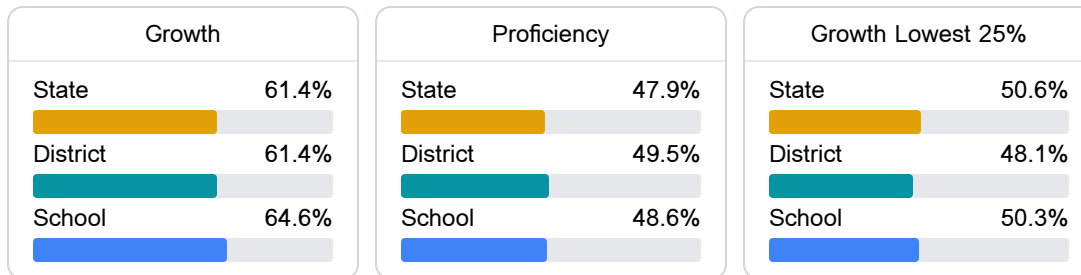 Growth
State 61.4%
District 61.4%
School 64.6%
Proficiency
State 47.9%
District 49.5%
School 48.6%
Growth Lowest 25%
State 50.6%
District 48.1%
School 50.3%